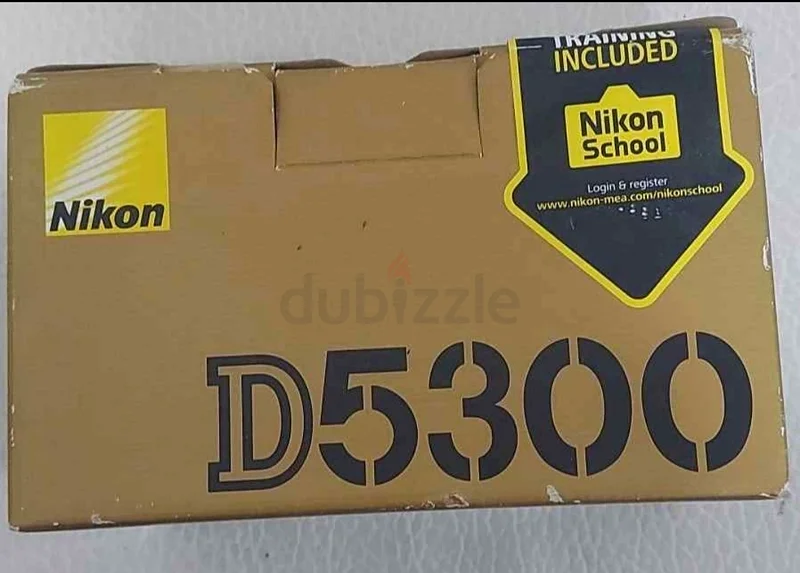 TRAINING
INCLUDED
Nikon
School
Login & register
www.nikon-mea.com/nikonschool
Nikon
dubizzle
D5300